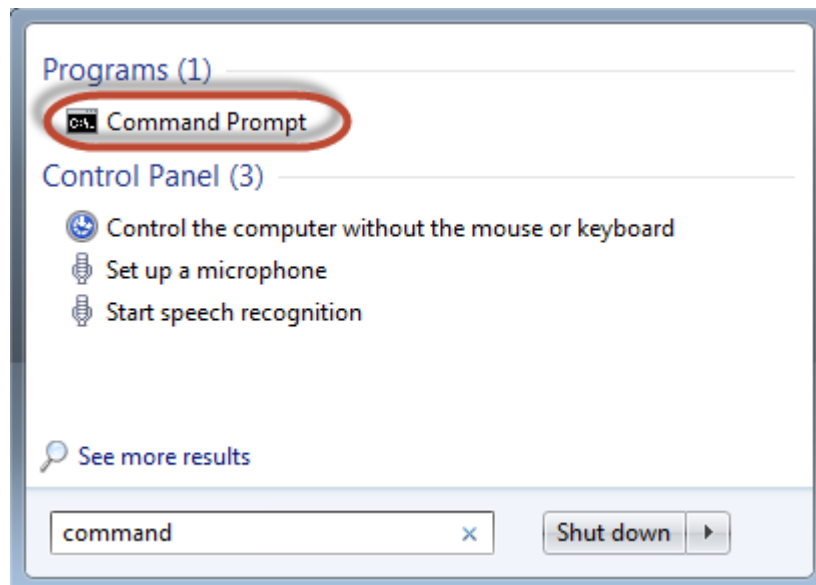 Programs (1)
C:\.
Command Prompt
Control Panel (3)
Control the computer without the mouse or keyboard
Set up a microphone
Start speech recognition
See more results
command
Shut down